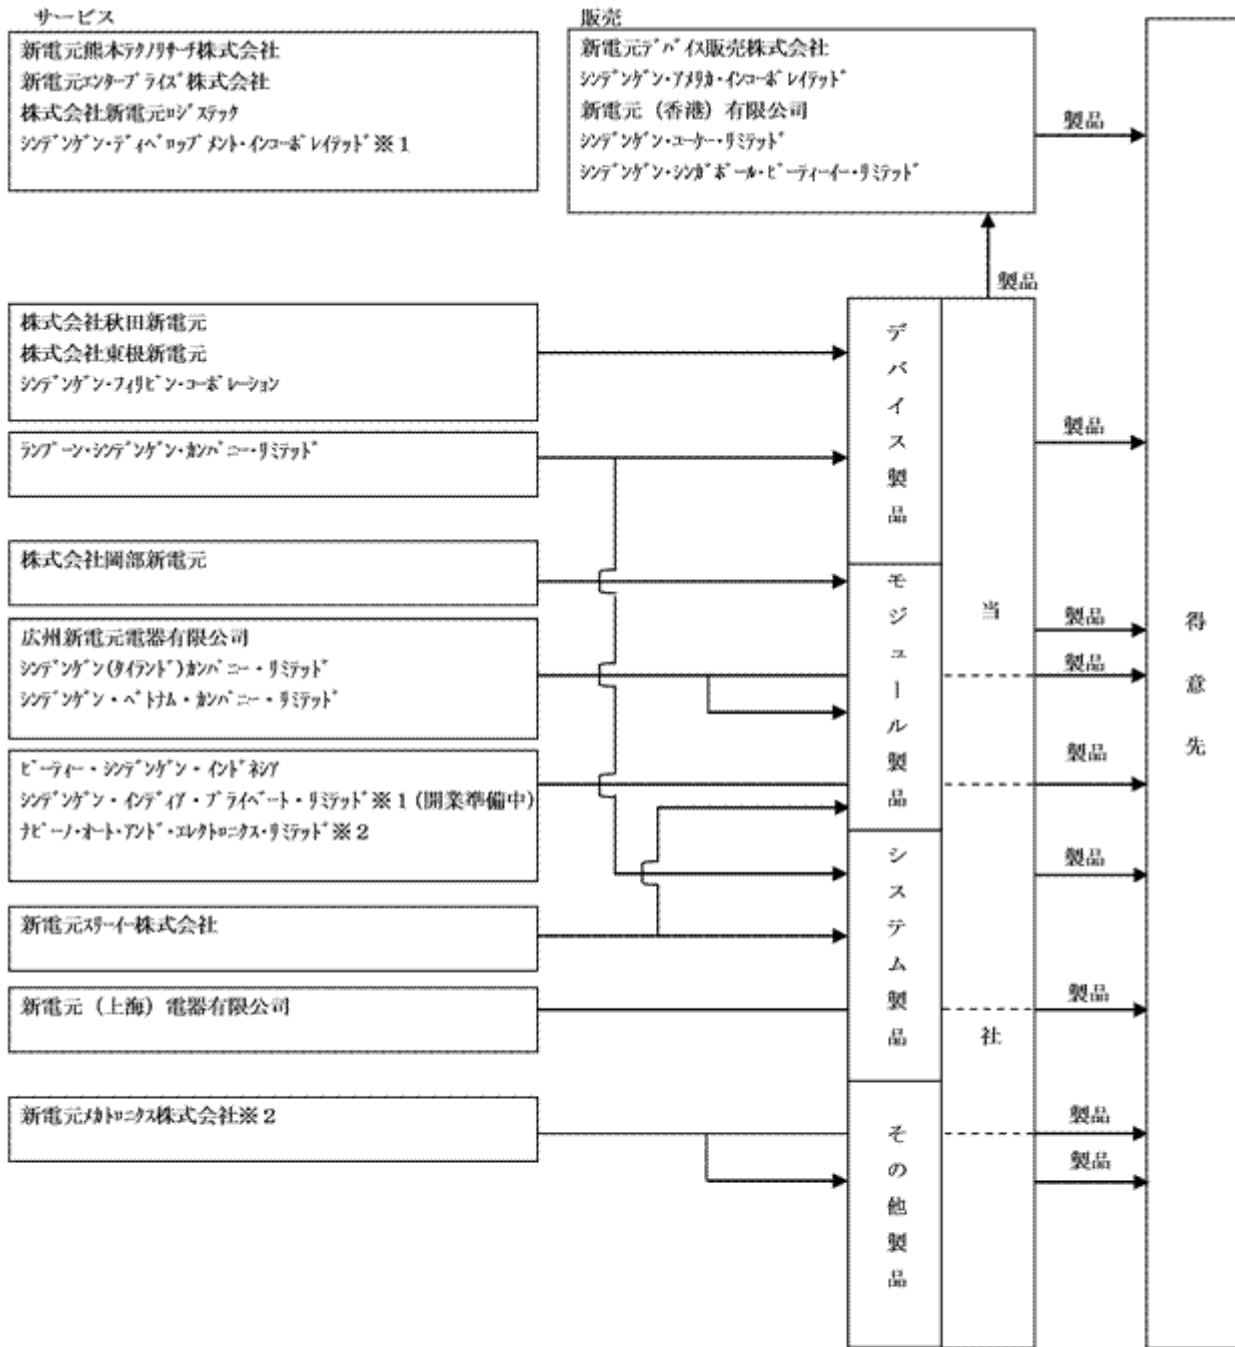 サービス
新電元熊本ﾃｸﾉﾘｻｰﾁ株式会社
新電元ｴﾝﾀｰﾌﾟﾗｲｽﾞ株式会社
株式会社新電元ﾛｼﾞｽﾃｯｸ
ｼﾝﾃﾞﾝｹﾞﾝ・ﾃﾞｨﾍﾞﾛｯﾌﾟﾒﾝﾄ・ｲﾝｺｰﾎﾟﾚｲﾃｯﾄﾞ※１
販売
新電元ﾃﾞﾊﾞｲｽ販売株式会社
ｼﾝﾃﾞﾝｹﾞﾝ・ｱﾒﾘｶ・ｲﾝｺｰﾎﾟﾚｲﾃｯﾄﾞ
新電元（香港）有限公司
ｼﾝﾃﾞﾝｹﾞﾝ・ﾕｰｹｰ・ﾘﾐﾃｯﾄﾞ
ｼﾝﾃﾞﾝｹﾞﾝ・ｼﾝｶﾞﾎﾟｰﾙ・ﾋﾟｰﾃｨｰｲｰ・ﾘﾐﾃｯﾄﾞ
製品
製品
株式会社秋田新電元
株式会社東根新電元
ｼﾝﾃﾞﾝｹﾞﾝ・ﾌｨﾘﾋﾟﾝ・ｺｰﾎﾟﾚｰｼｮﾝ
ﾗﾝﾌﾟｰﾝ・ｼﾝﾃﾞﾝｹﾞﾝ・ｶﾝﾊﾟﾆｰ・ﾘﾐﾃｯﾄﾞ
株式会社岡部新電元
広州新電元電器有限公司
ｼﾝﾃﾞﾝｹﾞﾝ(ﾀｲﾗﾝﾄﾞ)ｶﾝﾊﾟﾆｰ・ﾘﾐﾃｯﾄﾞ
ｼﾝﾃﾞﾝｹﾞﾝ・ﾍﾞﾄﾅﾑ・ｶﾝﾊﾟﾆｰ・ﾘﾐﾃｯﾄﾞ
ﾋﾟｰﾃｨｰ・ｼﾝﾃﾞﾝｹﾞﾝ・ｲﾝﾄﾞﾈｼｱ
ｼﾝﾃﾞﾝｹﾞﾝ・ｲﾝﾃﾞｨｱ・ﾌﾟﾗｲﾍﾞｰﾄ・ﾘﾐﾃｯﾄﾞ※１(開業準備中)
ﾅﾋﾟｰﾉ・ｵｰﾄ・ｱﾝﾄﾞ・ｴﾚｸﾄﾛﾆｸｽ・ﾘﾐﾃｯﾄﾞ※２
新電元ｽﾘｰｲｰ株式会社
新電元（上海）電器有限公司
新電元ﾒｶﾄﾛﾆｸｽ株式会社※２
デバイス製品
モジュール製品
システム製品
その他製品
当社
製品
製品
製品
製品
製品
製品
製品
製品
得意先